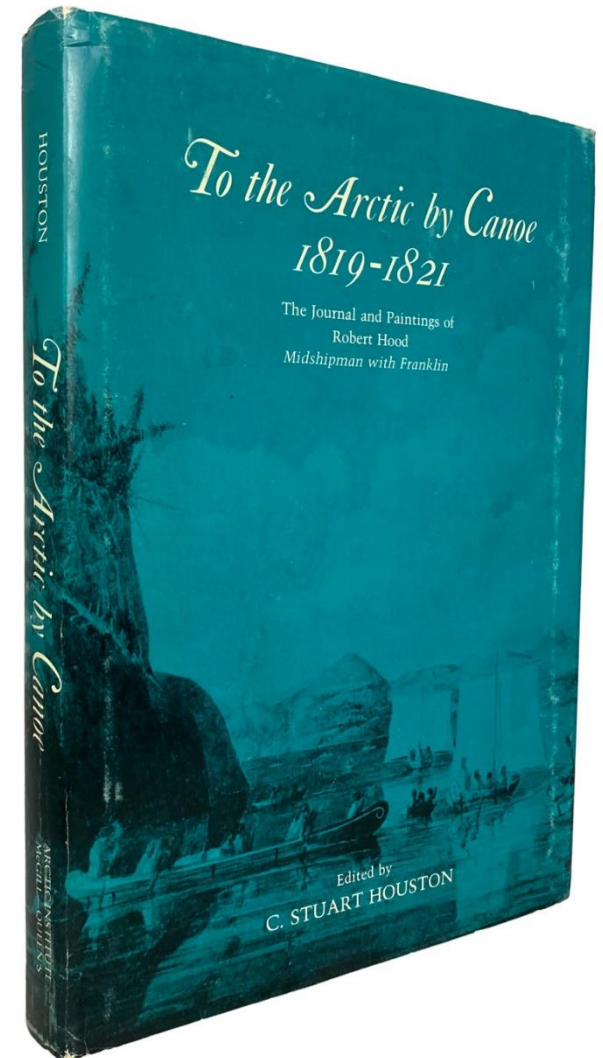 To the Arctic by Canoe
1819-1821
The Journal and Paintings of
Robert Hood
Midshipman with Franklin
Edited by
C. STUART HOUSTON
HOUSTON
To the Arctic by Canoe
ARCTIC INSTITUTE
McGILL-QUEEN'S